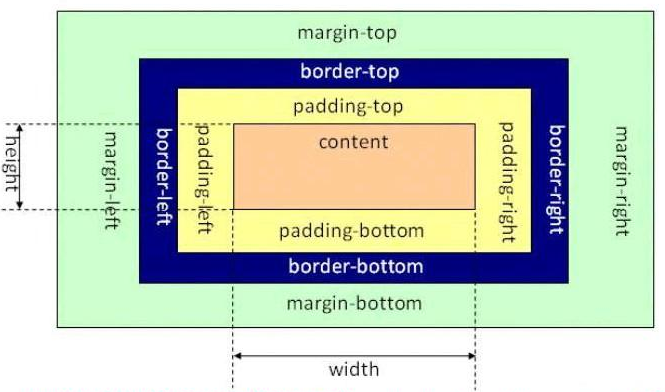 margin-top
border-top
padding-top
content
height
margin-left
border-left
padding-left
padding-right
border-right
margin-right
padding-bottom
border-bottom
margin-bottom
width